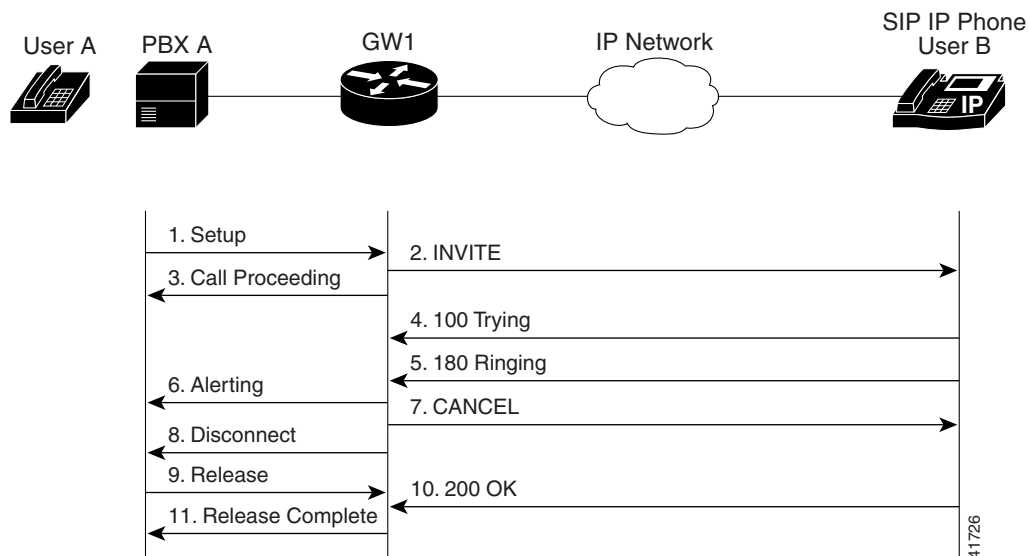 SIP IP Phone
User A
PBX A
GW1
IP Network
User B
IP
1. Setup
2. INVITE
3. Call Proceeding
4. 100 Trying
5. 180 Ringing
6. Alerting
7. CANCEL
8. Disconnect
9. Release
10. 200 OK
11. Release Complete
41726